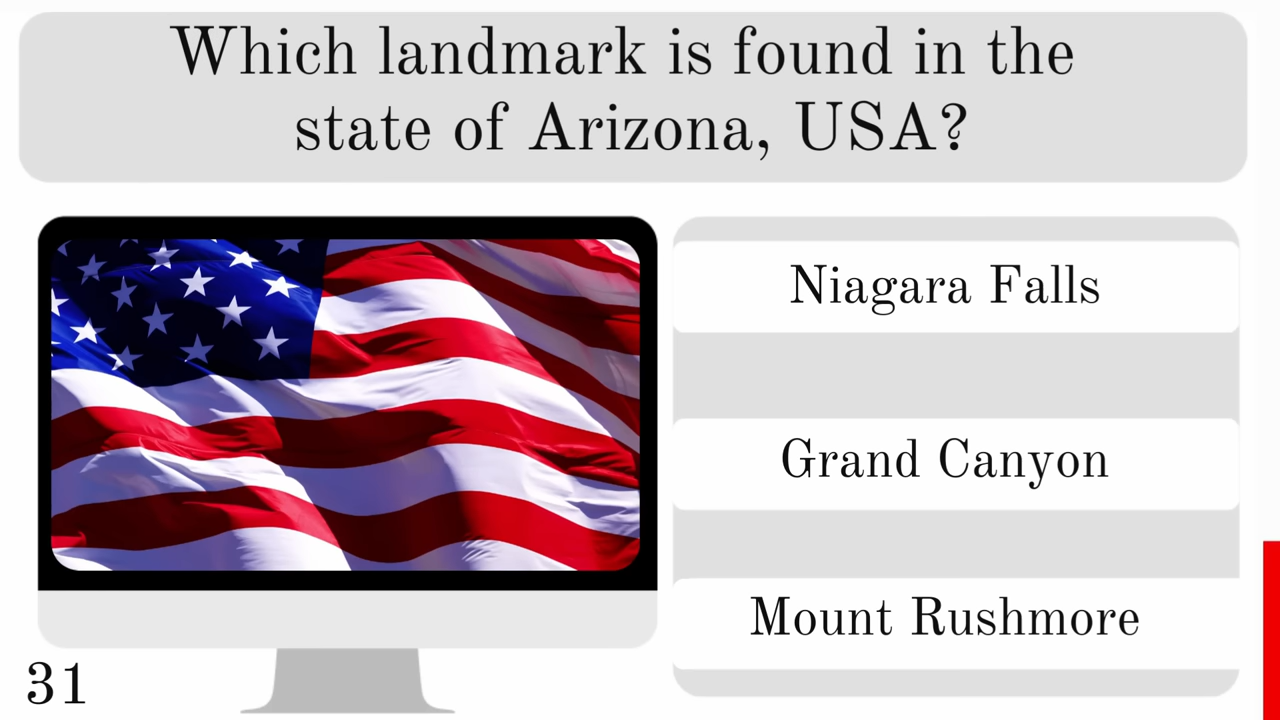 Which landmark is found in the
state of Arizona, USA?
Niagara Falls
Grand Canyon
Mount Rushmore
31